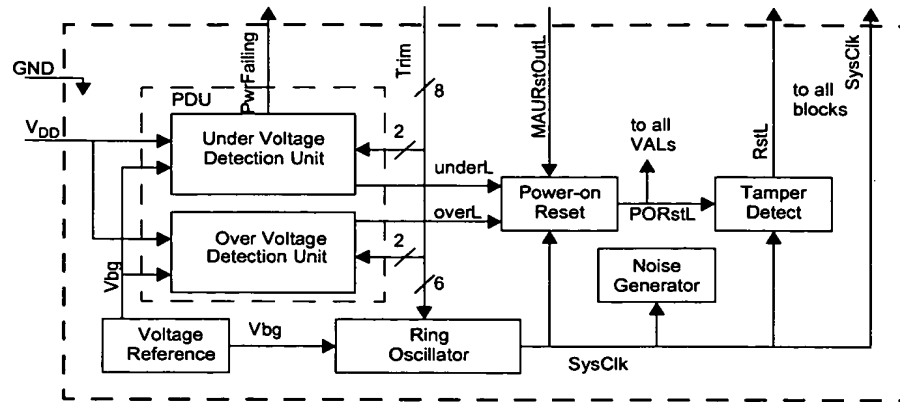 GND
PDU
PwrFailing
Trim
8
MAURstOutL
RstL
to all
blocks
SysClk
VDD
Under Voltage
Detection Unit
2
underL
to all
VALs
Power-on
Reset
PORstL
Tamper
Detect
overL
Over Voltage
Detection Unit
2
6
Noise
Generator
Vbg
Voltage
Reference
Vbg
Ring
Oscillator
SysClk